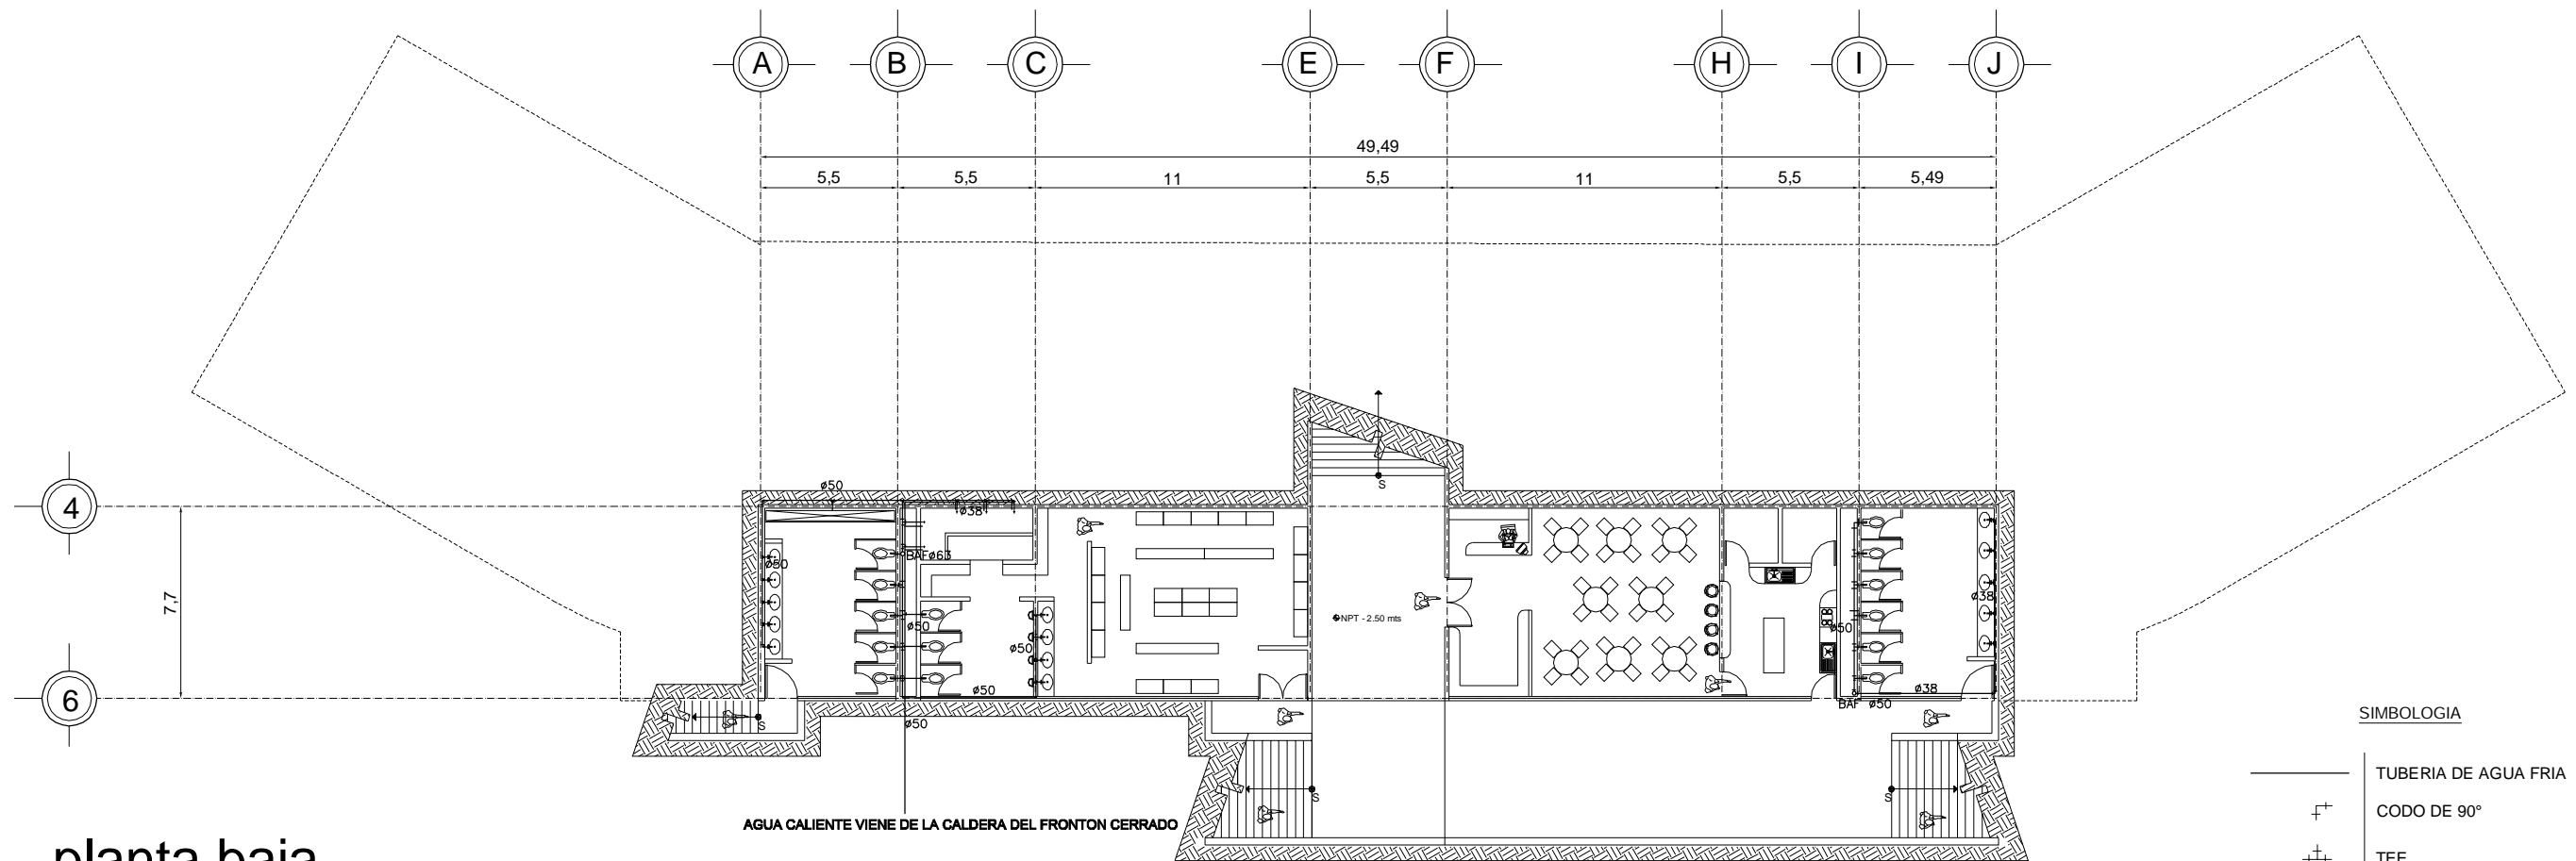 A B C E F H I J
49,49
5,5 5,5 11 5,5 11 5,5 5,49
ø50
4
S
ø38
BAFø63
ø50
ø38
7,7
NPT - 2.50 mts
ø50
ø50
ø50
6
ø50
ø38
BAF ø50
S
ø50
SIMBOLOGIA
TUBERIA DE AGUA FRIA
S
S
CODO DE 90°
AGUA CALIENTE VIENE DE LA CALDERA DEL FRONTON CERRADO
planta baja
TEE